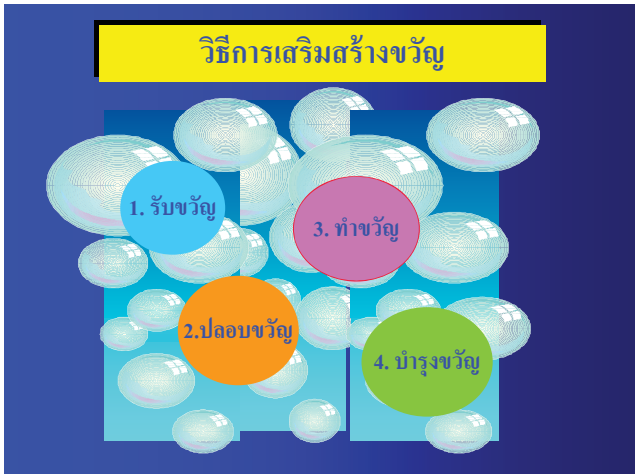 วิธีการเสริมสร้างขวัญ
1. รับขวัญ
2.ปลอบขวัญ
3. ทำขวัญ
4. บำรุงขวัญ